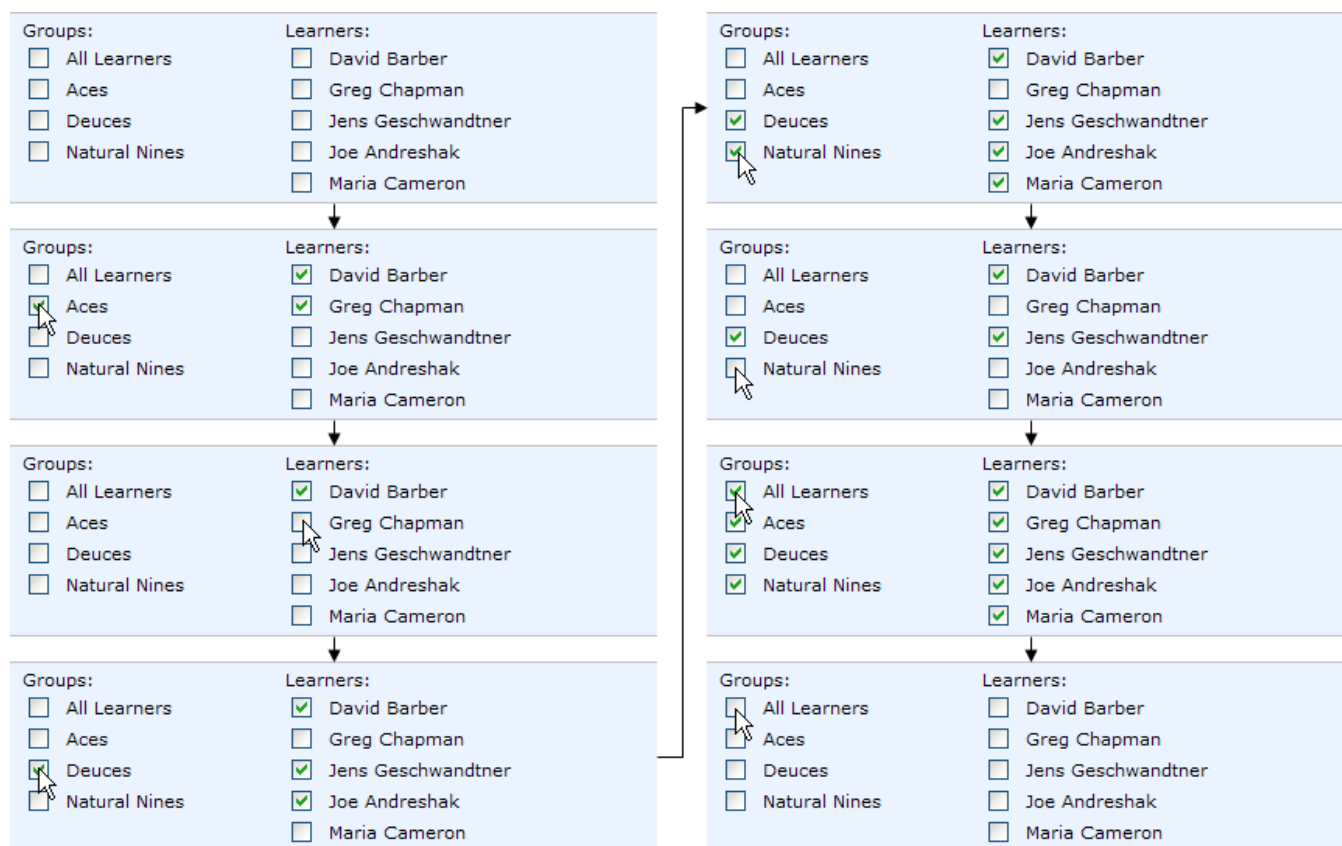 Groups: Learners:
All Learners David Barber
Aces Greg Chapman
Deuces Jens Geschwandtner
Natural Nines Joe Andreshak
Maria Cameron
Groups: Learners:
All Learners David Barber
Aces Greg Chapman
Deuces Jens Geschwandtner
Natural Nines Joe Andreshak
Maria Cameron
Groups: Learners:
All Learners David Barber
Aces Greg Chapman
Deuces Jens Geschwandtner
Natural Nines Joe Andreshak
Maria Cameron
Groups: Learners:
All Learners David Barber
Aces Greg Chapman
Deuces Jens Geschwandtner
Natural Nines Joe Andreshak
Maria Cameron
Groups: Learners:
All Learners David Barber
Aces Greg Chapman
Deuces Jens Geschwandtner
Natural Nines Joe Andreshak
Maria Cameron
Groups: Learners:
All Learners David Barber
Aces Greg Chapman
Deuces Jens Geschwandtner
Natural Nines Joe Andreshak
Maria Cameron
Groups: Learners:
All Learners David Barber
Aces Greg Chapman
Deuces Jens Geschwandtner
Natural Nines Joe Andreshak
Maria Cameron
Groups: Learners:
All Learners David Barber
Aces Greg Chapman
Deuces Jens Geschwandtner
Natural Nines Joe Andreshak
Maria Cameron